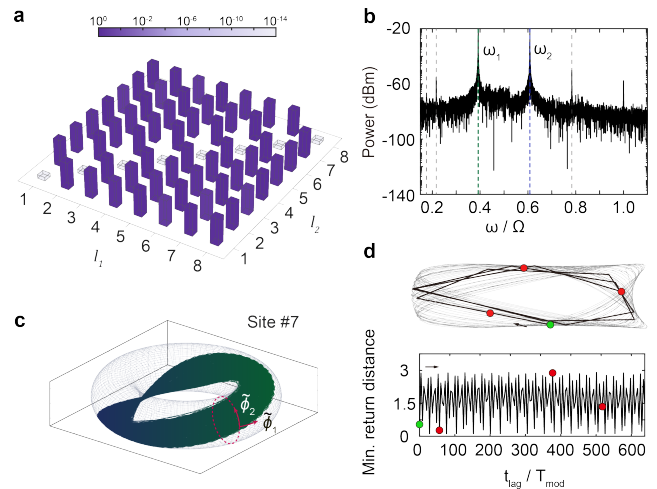 a
10⁰ 10⁻² 10⁻⁶ 10⁻¹⁰ 10⁻¹⁴
1 2 3 4 5 6 7 8
l₁
1 2 3 4 5 6 7 8
l₂
b
-20
-60
-100
-140
Power (dBm)
ω₁
ω₂
0.2 0.4 0.6 0.8 1.0
ω / Ω
c
Site #7
ϕ̃₂
ϕ̃₁
d
Min. return distance
3
1.5
0
0 100 200 300 400 500 600
t_lag / T_mod